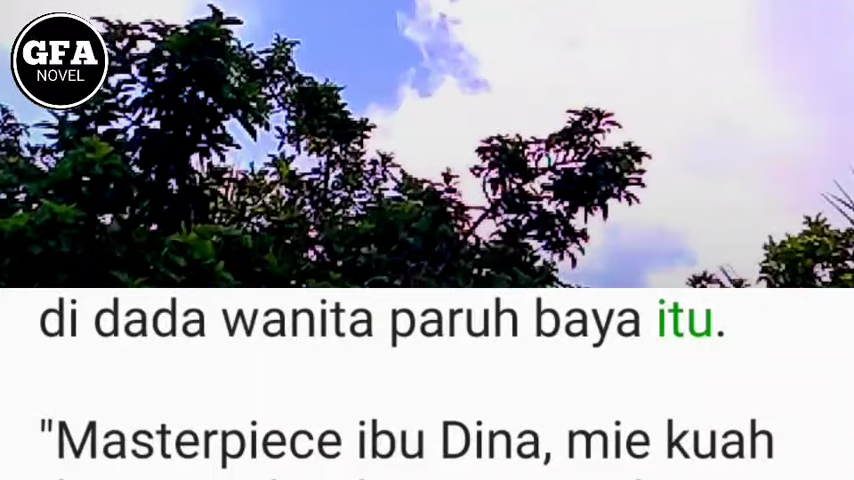 GFA
NOVEL
di dada wanita paruh baya itu.
"Masterpiece ibu Dina, mie kuah